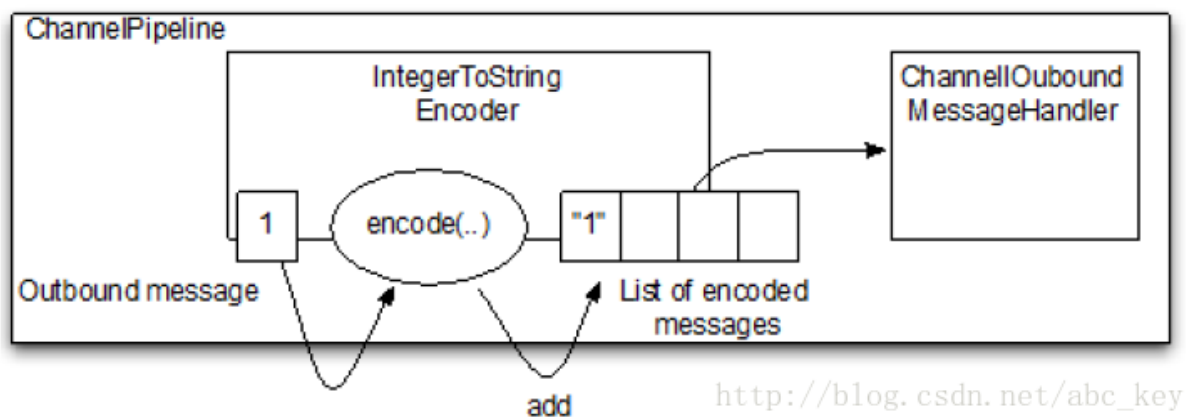 ChannelPipeline
IntegerToString
Encoder
ChannellOubound
MessageHandler
1
encode(..)
"1"
Outbound message
List of encoded
messages
add
http://blog.csdn.net/abc_key